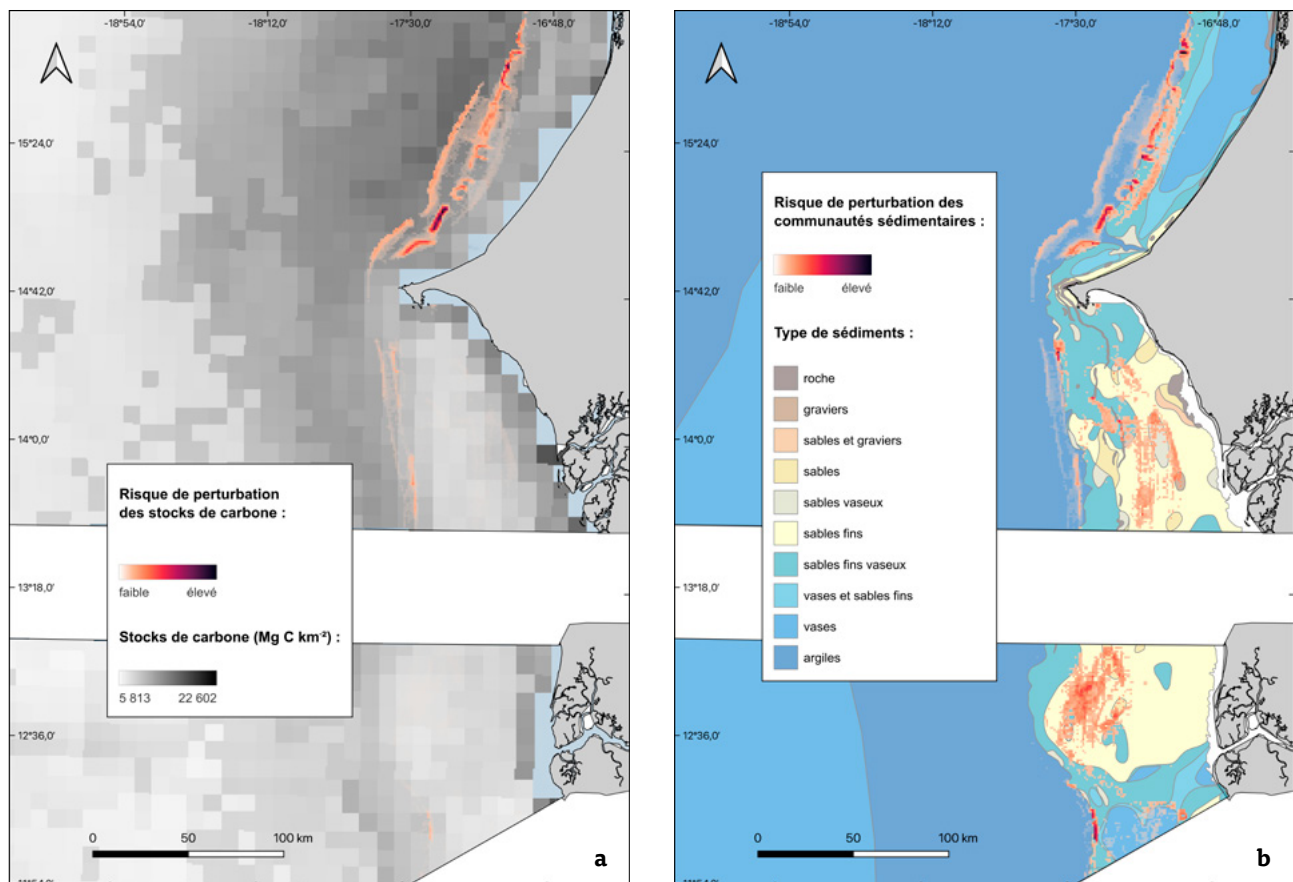 -18°54,0'
-18°12,0'
-17°30,0'
-16°48,0'
15°24,0'
14°42,0'
14°0,0'
13°18,0'
12°36,0'
Risque de perturbation
des stocks de carbone :
faible
élevé
Stocks de carbone (Mg C km⁻²) :
5 813
22 602
0
50
100 km
a
-18°54,0'
-18°12,0'
-17°30,0'
-16°48,0'
15°24,0'
14°42,0'
14°0,0'
13°18,0'
12°36,0'
Risque de perturbation des
communautés sédimentaires :
faible
élevé
Type de sédiments :
roche
graviers
sables et graviers
sables
sables vaseux
sables fins
sables fins vaseux
vases et sables fins
vases
argiles
0
50
100 km
b